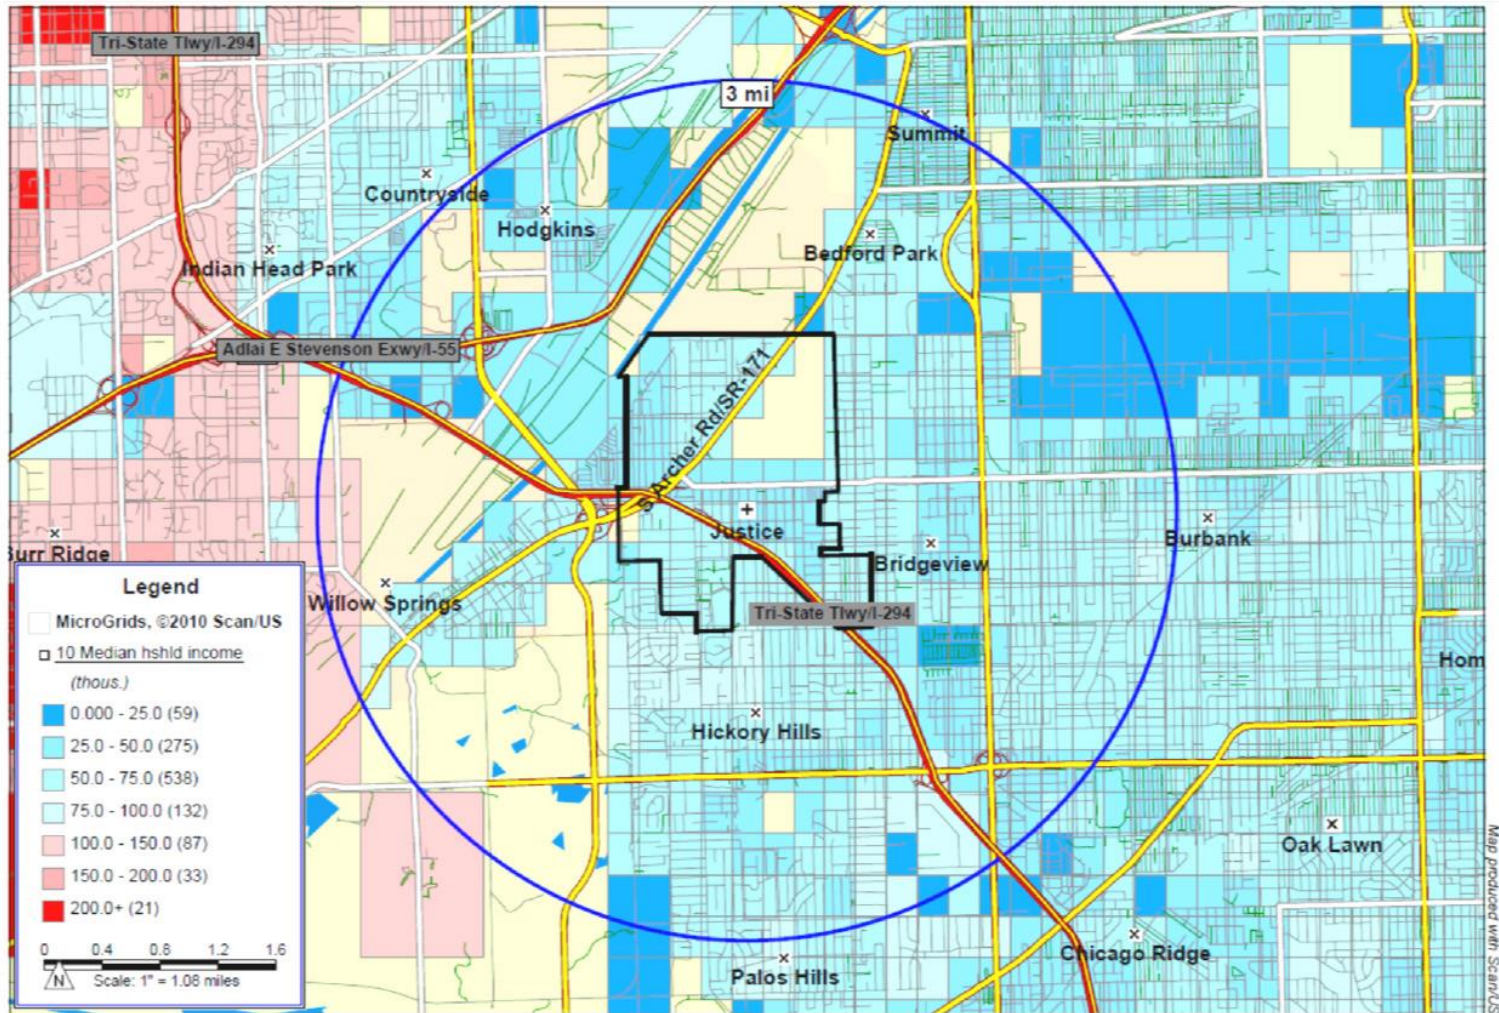 Tri-State Tlwy/I-294
3 mi
Summit
Countryside
Hodgkins
Bedford Park
Indian Head Park
Adlai E Stevenson Exwy/I-55
S Archer Rd/SR-171
Justice
Burr Ridge
Bridgeview
Burbank
Willow Springs
Tri-State Tlwy/I-294
Hom
Hickory Hills
Oak Lawn
Chicago Ridge
Palos Hills
Legend
MicroGrids, ©2010 Scan/US
10 Median hshld income
(thous.)
0.000 - 25.0 (59)
25.0 - 50.0 (275)
50.0 - 75.0 (538)
75.0 - 100.0 (132)
100.0 - 150.0 (87)
150.0 - 200.0 (33)
200.0+ (21)
0 0.4 0.8 1.2 1.6
N
Scale: 1" = 1.08 miles
Map produced with Scan/US